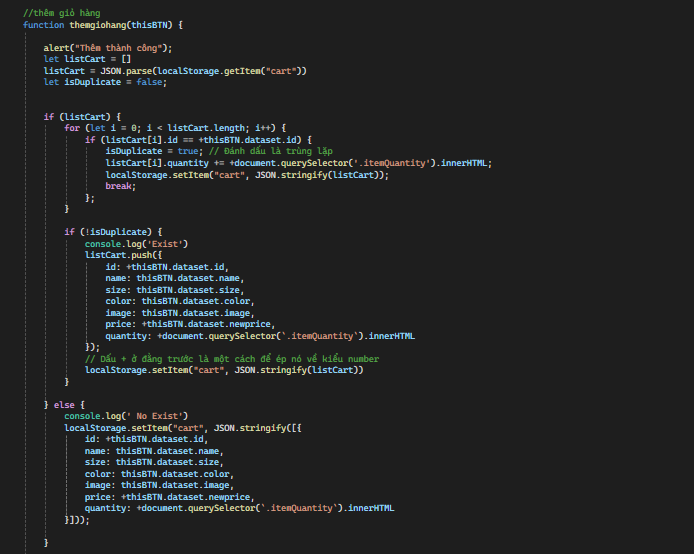 //thêm giỏ hàng
function themgiohang(thisBTN) {
alert("Thêm thành công");
let listCart = []
listCart = JSON.parse(localStorage.getItem("cart"))
let isDuplicate = false;
if (listCart) {
for (let i = 0; i < listCart.length; i++) {
if (listCart[i].id == +thisBTN.dataset.id) {
isDuplicate = true; // Đánh dấu là trùng lặp
listCart[i].quantity += +document.querySelector('.itemQuantity').innerHTML;
localStorage.setItem("cart", JSON.stringify(listCart));
break;
};
}
if (!isDuplicate) {
console.log('Exist')
listCart.push({
id: +thisBTN.dataset.id,
name: thisBTN.dataset.name,
size: thisBTN.dataset.size,
color: thisBTN.dataset.color,
image: thisBTN.dataset.image,
price: +thisBTN.dataset.newprice,
quantity: +document.querySelector(`.itemQuantity`).innerHTML
});
// Dấu + ở đằng trước là một cách để ép nó về kiểu number
localStorage.setItem("cart", JSON.stringify(listCart))
}
} else {
console.log(' No Exist')
localStorage.setItem("cart", JSON.stringify([{
id: +thisBTN.dataset.id,
name: thisBTN.dataset.name,
size: thisBTN.dataset.size,
color: thisBTN.dataset.color,
image: thisBTN.dataset.image,
price: +thisBTN.dataset.newprice,
quantity: +document.querySelector(`.itemQuantity`).innerHTML
}]));
}